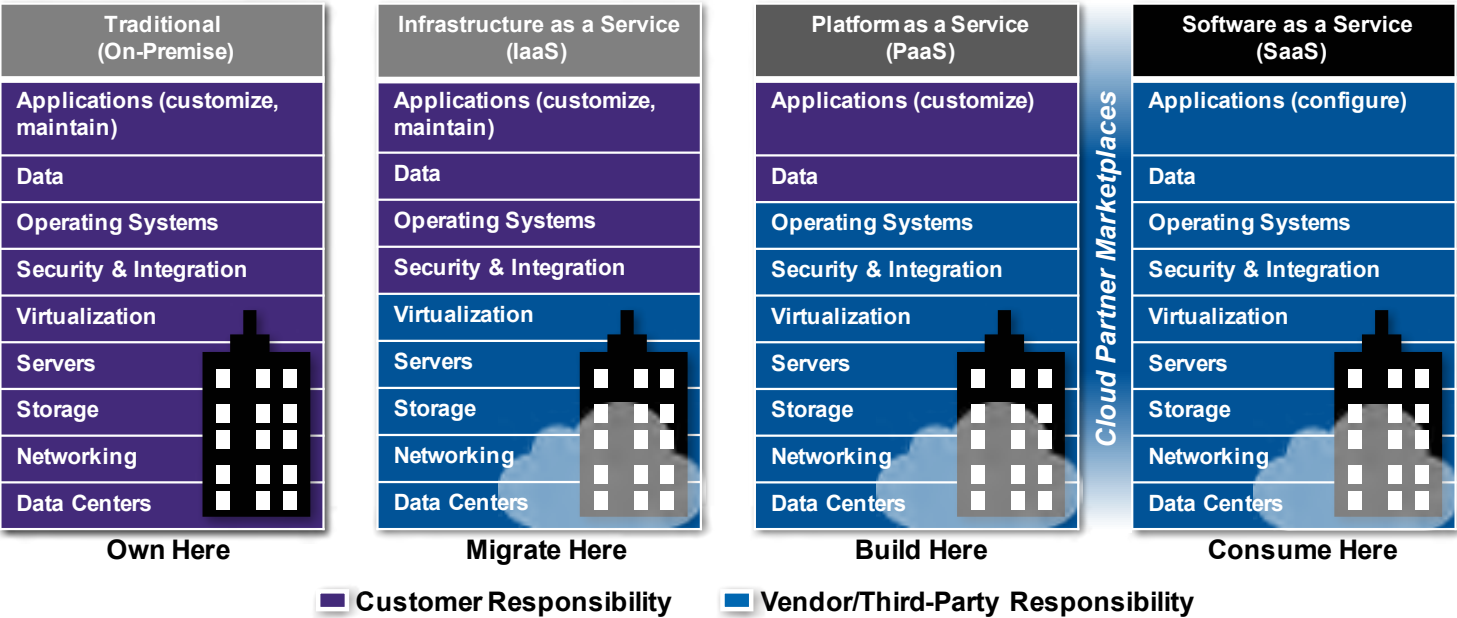 Traditional
(On-Premise)
Applications (customize,
maintain)
Data
Operating Systems
Security & Integration
Virtualization
Servers
Storage
Networking
Data Centers
Own Here
Infrastructure as a Service
(IaaS)
Applications (customize,
maintain)
Data
Operating Systems
Security & Integration
Virtualization
Servers
Storage
Networking
Data Centers
Migrate Here
Platform as a Service
(PaaS)
Applications (customize)
Data
Operating Systems
Security & Integration
Virtualization
Servers
Storage
Networking
Data Centers
Build Here
Cloud Partner Marketplaces
Software as a Service
(SaaS)
Applications (configure)
Data
Operating Systems
Security & Integration
Virtualization
Servers
Storage
Networking
Data Centers
Consume Here
Customer Responsibility
Vendor/Third-Party Responsibility